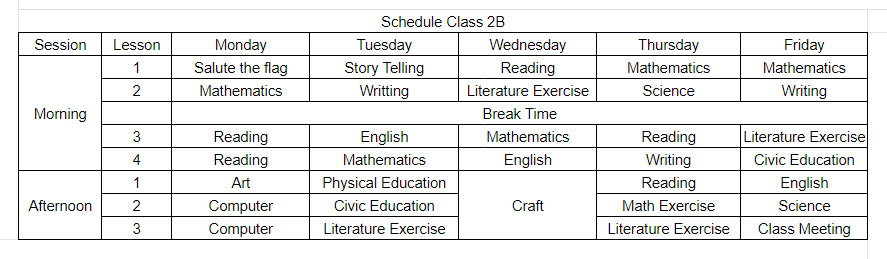 Schedule Class 2B
Session Lesson Monday Tuesday Wednesday Thursday Friday
Morning
1 Salute the flag Story Telling Reading Mathematics Mathematics
2 Mathematics Writting Literature Exercise Science Writing
Break Time
3 Reading English Mathematics Reading Literature Exercise
4 Reading Mathematics English Writing Civic Education
Afternoon
1 Art Physical Education Craft Reading English
2 Computer Civic Education Math Exercise Science
3 Computer Literature Exercise Literature Exercise Class Meeting